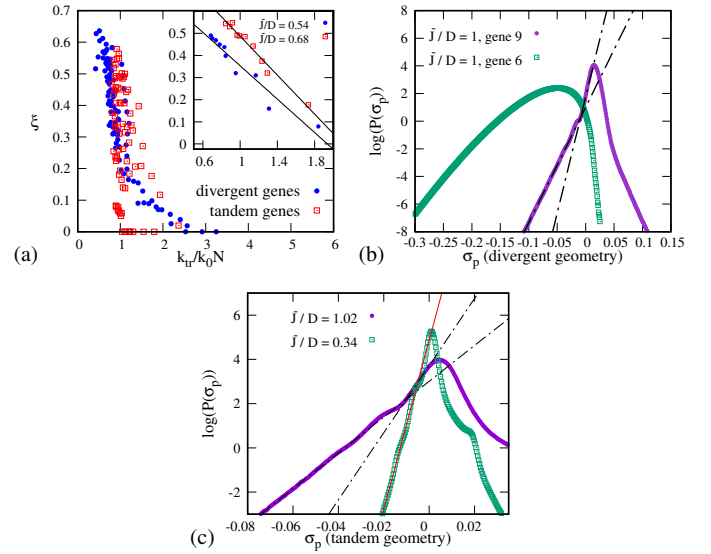 ξ
0.7
0.6
0.5
0.4
0.3
0.2
0.1
0
0 1 2 3 4 5 6
k_tr/k_0N
divergent genes
tandem genes
0.5
0.4
0.3
0.2
0.1
0
0.6 1 1.4 1.8
J̄/D = 0.54
J̄/D = 0.68
(a)
log(P(σ_p))
8
6
4
2
0
-2
-4
-6
-8
-0.3 -0.25 -0.2 -0.15 -0.1 -0.05 0 0.05 0.1 0.15
σ_p (divergent geometry)
J̄/D = 1, gene 9
J̄/D = 1, gene 6
(b)
log(P(σ_p))
6
4
2
0
-2
-0.08 -0.06 -0.04 -0.02 0 0.02
σ_p (tandem geometry)
J̄/D = 1.02
J̄/D = 0.34
(c)